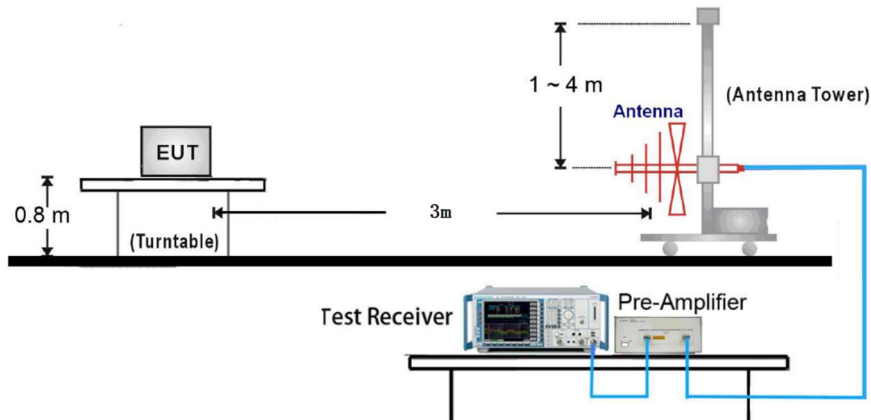 1 ~ 4 m
(Antenna Tower)
Antenna
EUT
0.8 m
3m
(Turntable)
Test Receiver
Pre-Amplifier